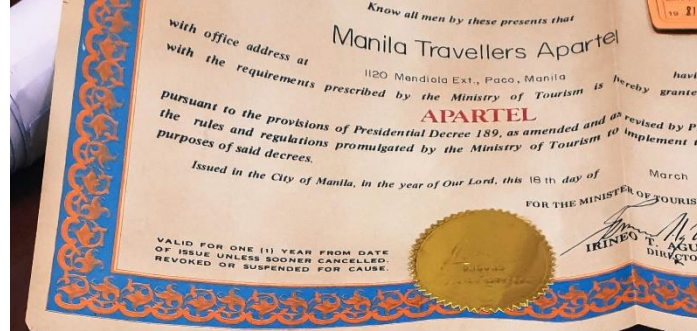 19 81
Know all men by these presents that
Manila Travellers Apartel
with office address at
1120 Mendiola Ext., Paco, Manila
with the requirements prescribed by the Ministry of Tourism is hereby
APARTEL
pursuant to the provisions of Presidential Decree 189, as amended and as revised by
the rules and regulations promulgated by the Ministry of Tourism to implement
purposes of said decrees.
Issued in the City of Manila, in the year of Our Lord, this 18 th day of March
FOR THE MINISTER OF
IRINEO T.
VALID FOR ONE (1) YEAR FROM DATE
OF ISSUE UNLESS SOONER CANCELLED,
REVOKED OR SUSPENDED FOR CAUSE.